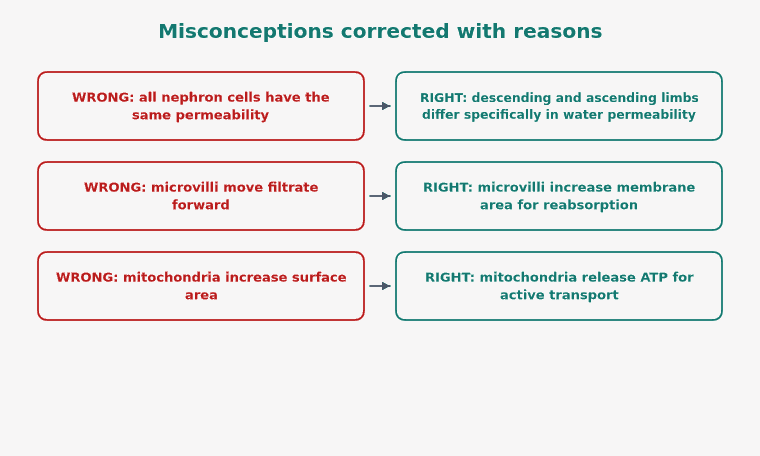 Misconceptions corrected with reasons
WRONG: all nephron cells have the
same permeability
RIGHT: descending and ascending limbs
differ specifically in water permeability
WRONG: microvilli move filtrate
forward
RIGHT: microvilli increase membrane
area for reabsorption
WRONG: mitochondria increase surface
area
RIGHT: mitochondria release ATP for
active transport